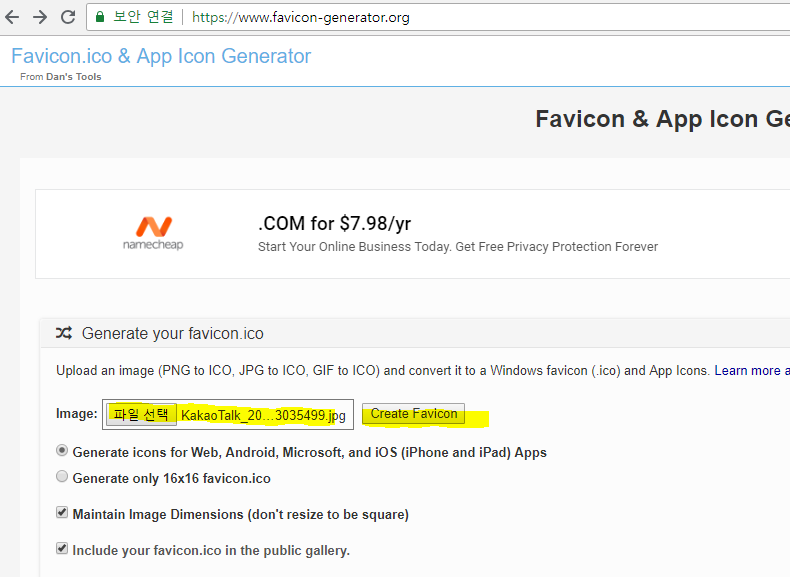 보안 연결 | https://www.favicon-generator.org
Favicon.ico & App Icon Generator
From Dan's Tools
Favicon & App Icon Ge
namecheap
.COM for $7.98/yr
Start Your Online Business Today. Get Free Privacy Protection Forever
Generate your favicon.ico
Upload an image (PNG to ICO, JPG to ICO, GIF to ICO) and convert it to a Windows favicon (.ico) and App Icons. Learn more a
Image: 파일 선택 KakaoTalk_20...3035499.jpg Create Favicon
Generate icons for Web, Android, Microsoft, and iOS (iPhone and iPad) Apps
Generate only 16x16 favicon.ico
Maintain Image Dimensions (don't resize to be square)
Include your favicon.ico in the public gallery.